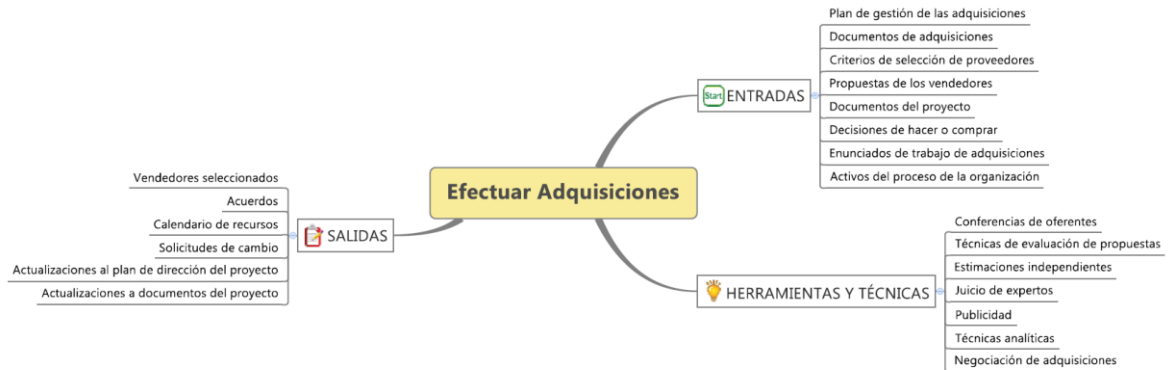 Efectuar Adquisiciones
Start ENTRADAS
Plan de gestión de las adquisiciones
Documentos de adquisiciones
Criterios de selección de proveedores
Propuestas de los vendedores
Documentos del proyecto
Decisiones de hacer o comprar
Enunciados de trabajo de adquisiciones
Activos del proceso de la organización
HERRAMIENTAS Y TÉCNICAS
Conferencias de oferentes
Técnicas de evaluación de propuestas
Estimaciones independientes
Juicio de expertos
Publicidad
Técnicas analíticas
Negociación de adquisiciones
SALIDAS
Vendedores seleccionados
Acuerdos
Calendario de recursos
Solicitudes de cambio
Actualizaciones al plan de dirección del proyecto
Actualizaciones a documentos del proyecto